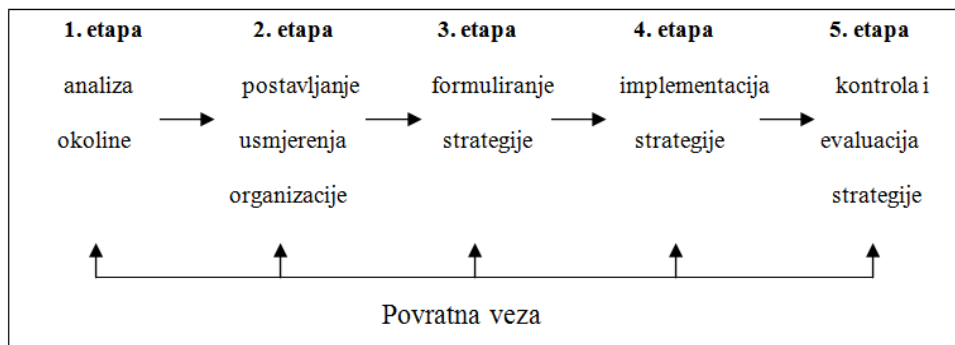 1. etapa 2. etapa 3. etapa 4. etapa 5. etapa
analiza postavljanje formuliranje implementacija kontrola i
okoline usmjerenja strategije strategije evaluacija
organizacije strategije
Povratna veza